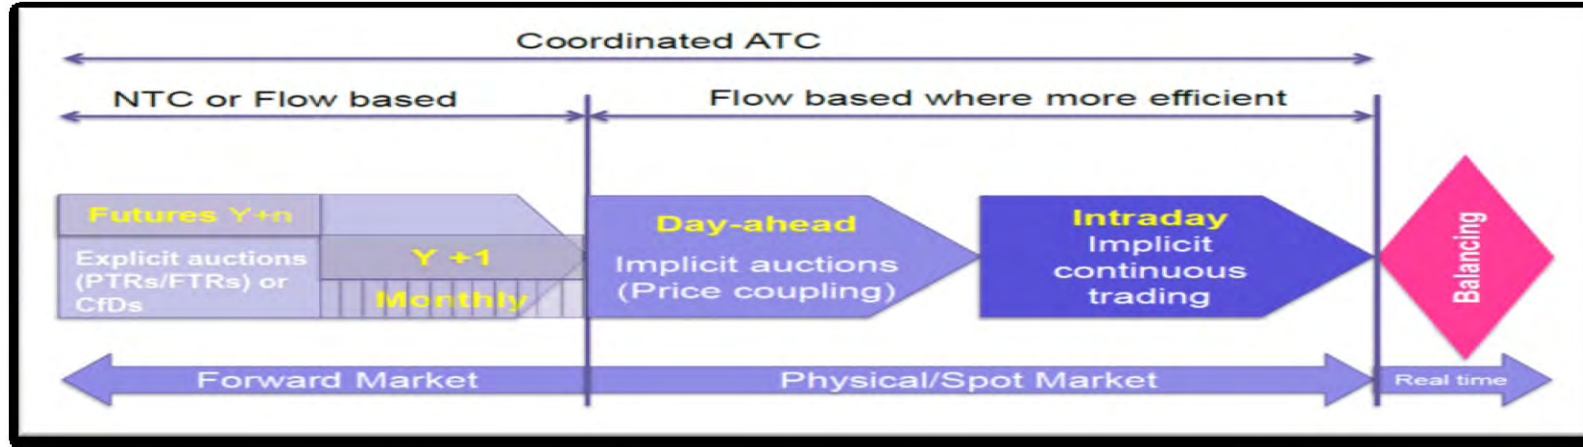 Coordinated ATC
NTC or Flow based
Flow based where more efficient
Futures Y+n
Explicit auctions
(PTRs/FTRs) or
CfDs
Y +1
Monthly
Day-ahead
Implicit auctions
(Price coupling)
Intraday
Implicit
continuous
trading
Balancing
Forward Market
Physical/Spot Market
Real time